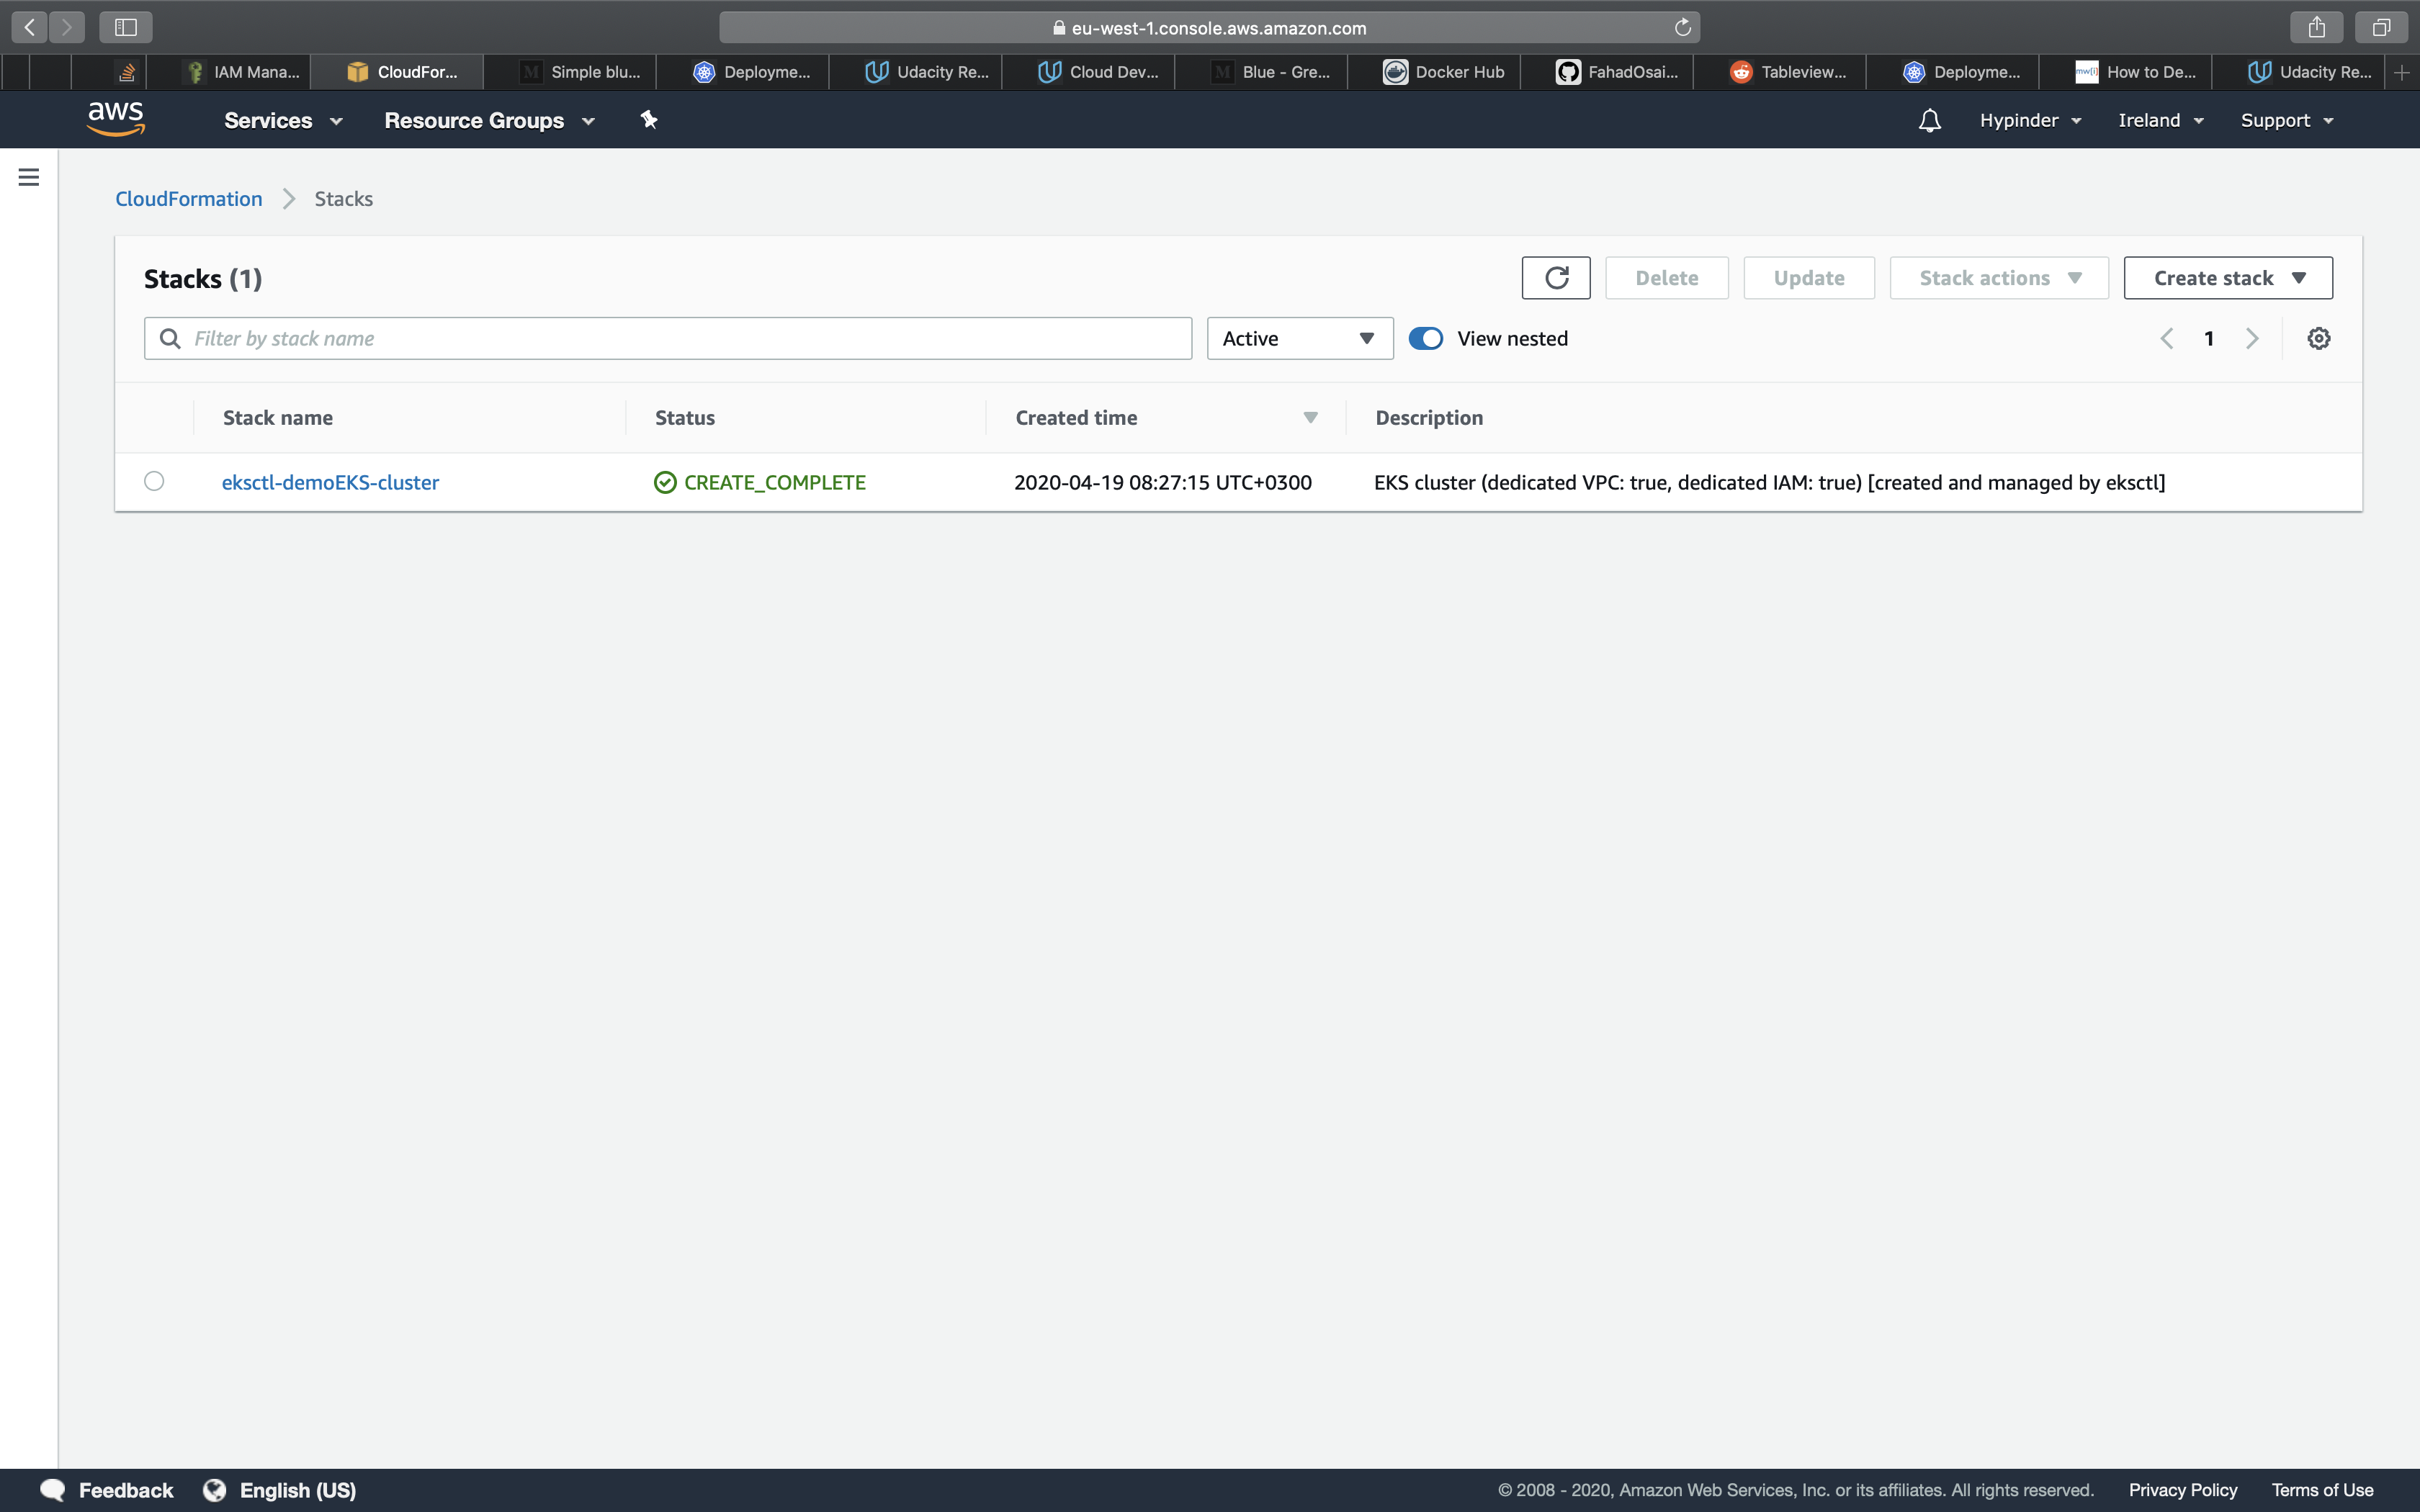 eu-west-1.console.aws.amazon.com
IAM Mana... CloudFor... Simple blu... Deployme... Udacity Re... Cloud Dev... Blue - Gre... Docker Hub FahadOsai... Tableview... Deployme... How to De... Udacity Re...
aws Services Resource Groups Hypinder Ireland Support
CloudFormation Stacks
Stacks (1) Delete Update Stack actions Create stack
Filter by stack name Active View nested 1
Stack name Status Created time Description
eksctl-demoEKS-cluster CREATE_COMPLETE 2020-04-19 08:27:15 UTC+0300 EKS cluster (dedicated VPC: true, dedicated IAM: true) [created and managed by eksctl]
Feedback English (US) © 2008 - 2020, Amazon Web Services, Inc. or its affiliates. All rights reserved. Privacy Policy Terms of Use